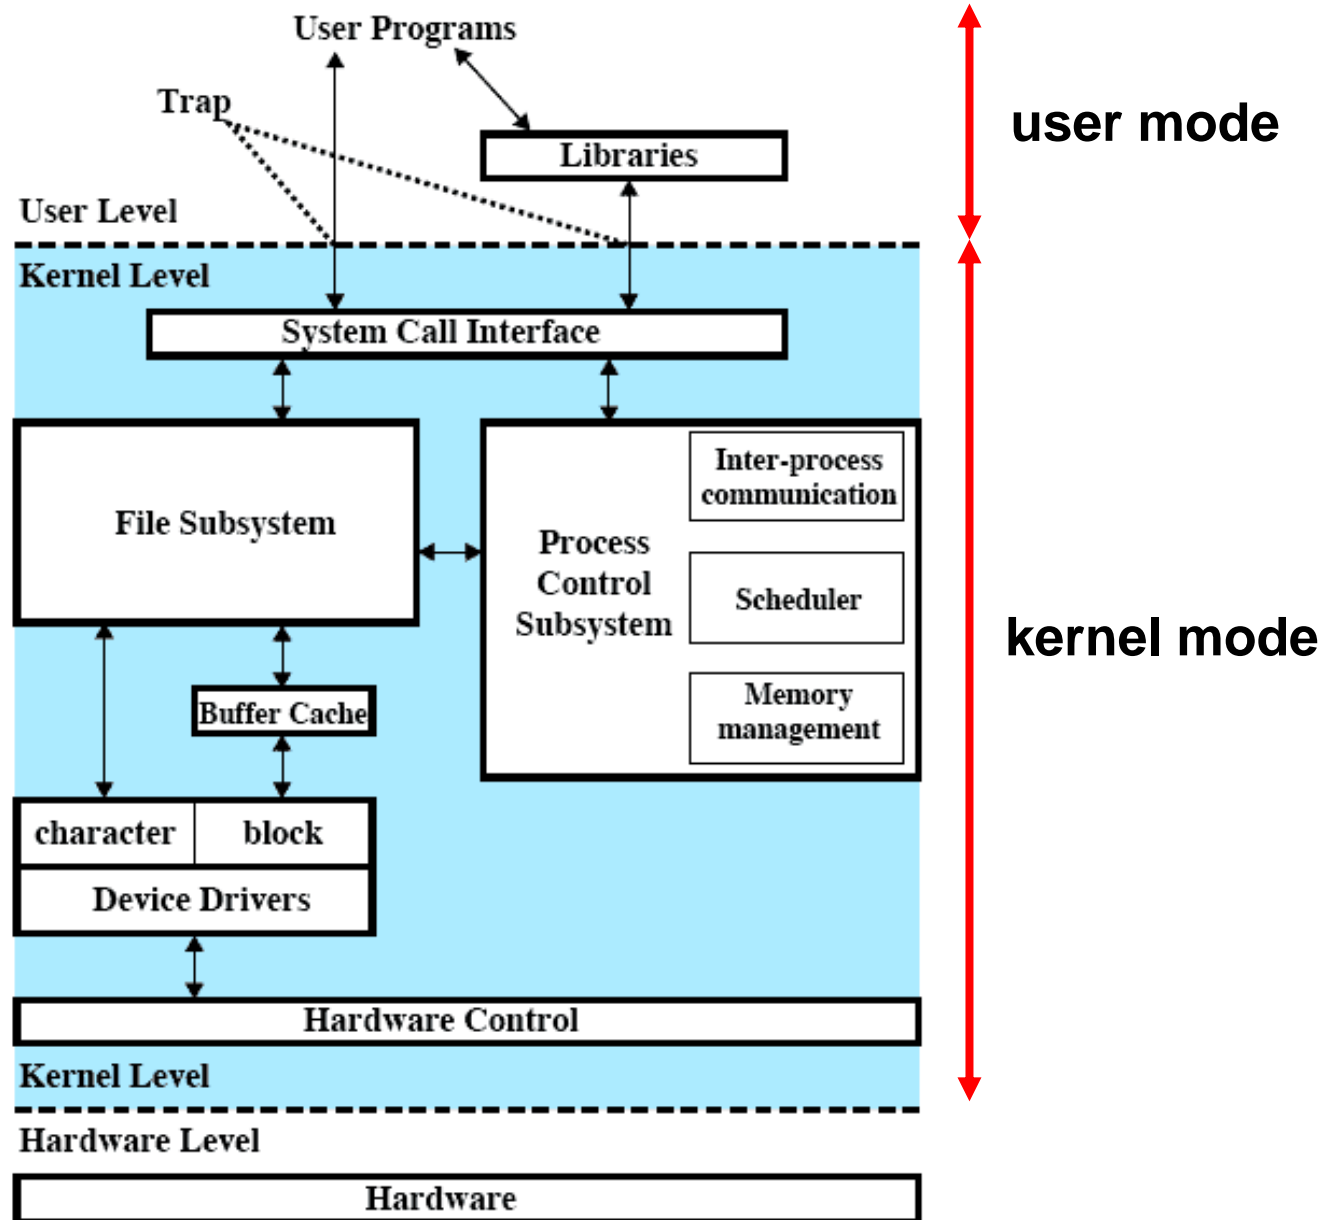 User Programs
Trap
user mode
Libraries
User Level
Kernel Level
System Call Interface
File Subsystem
Inter-process
communication
Process
Control
Subsystem
Scheduler
kernel mode
Memory
management
Buffer Cache
character
block
Device Drivers
Hardware Control
Kernel Level
Hardware Level
Hardware